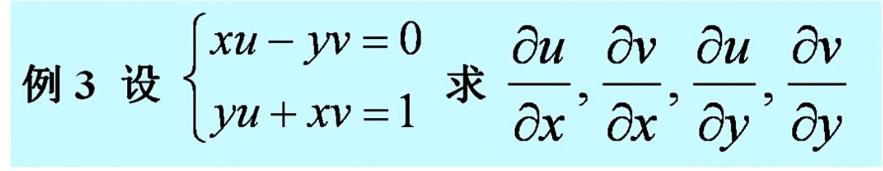 例 3 设 { xu − yv = 0
yu + xv = 1 求 ∂u/∂x, ∂v/∂x, ∂u/∂y, ∂v/∂y